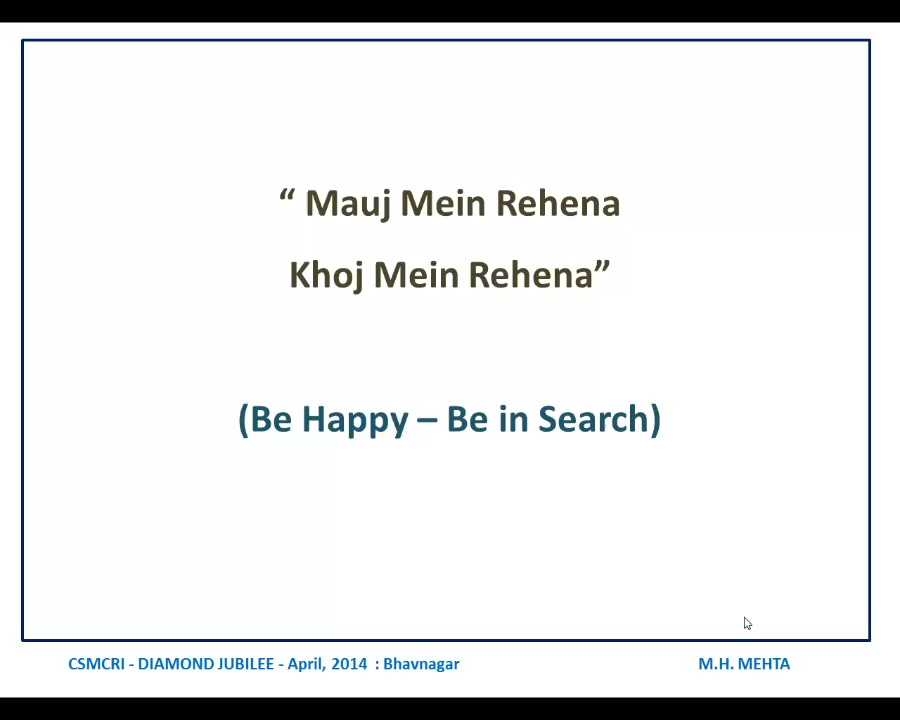 “ Mauj Mein Rehena
Khoj Mein Rehena”
(Be Happy – Be in Search)
CSMCRI - DIAMOND JUBILEE - April, 2014 : Bhavnagar M.H. MEHTA